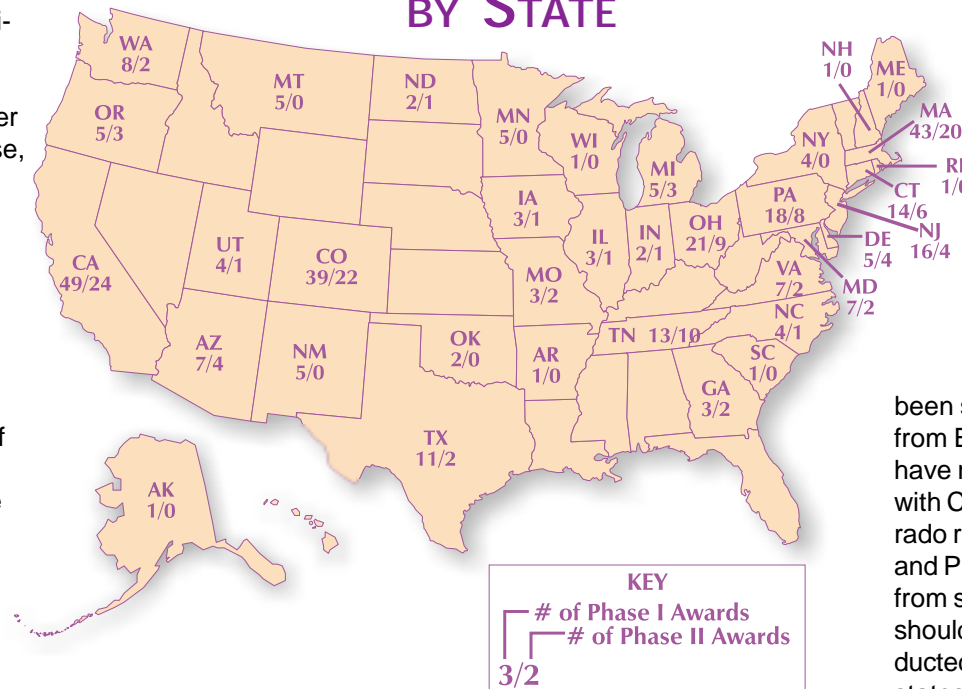 BY STATE
i-
er
se,
f
WA
8/2
OR
5/3
MT
5/0
ND
2/1
MN
5/0
WI
1/0
MI
5/3
NY
4/0
NH
1/0
ME
1/0
MA
43/20
CT
14/6
NJ
16/4
DE
5/4
MD
7/2
PA
18/8
OH
21/9
IN
2/1
IL
3/1
IA
3/1
MO
3/2
VA
7/2
NC
4/1
SC
1/0
GA
3/2
TN 13/10
AR
1/0
OK
2/0
TX
11/2
NM
5/0
AZ
7/4
CO
39/22
UT
4/1
CA
49/24
AK
1/0
KEY
# of Phase I Awards
# of Phase II Awards
3/2
been s
from
have
with
rado
and
from s
should
ducted